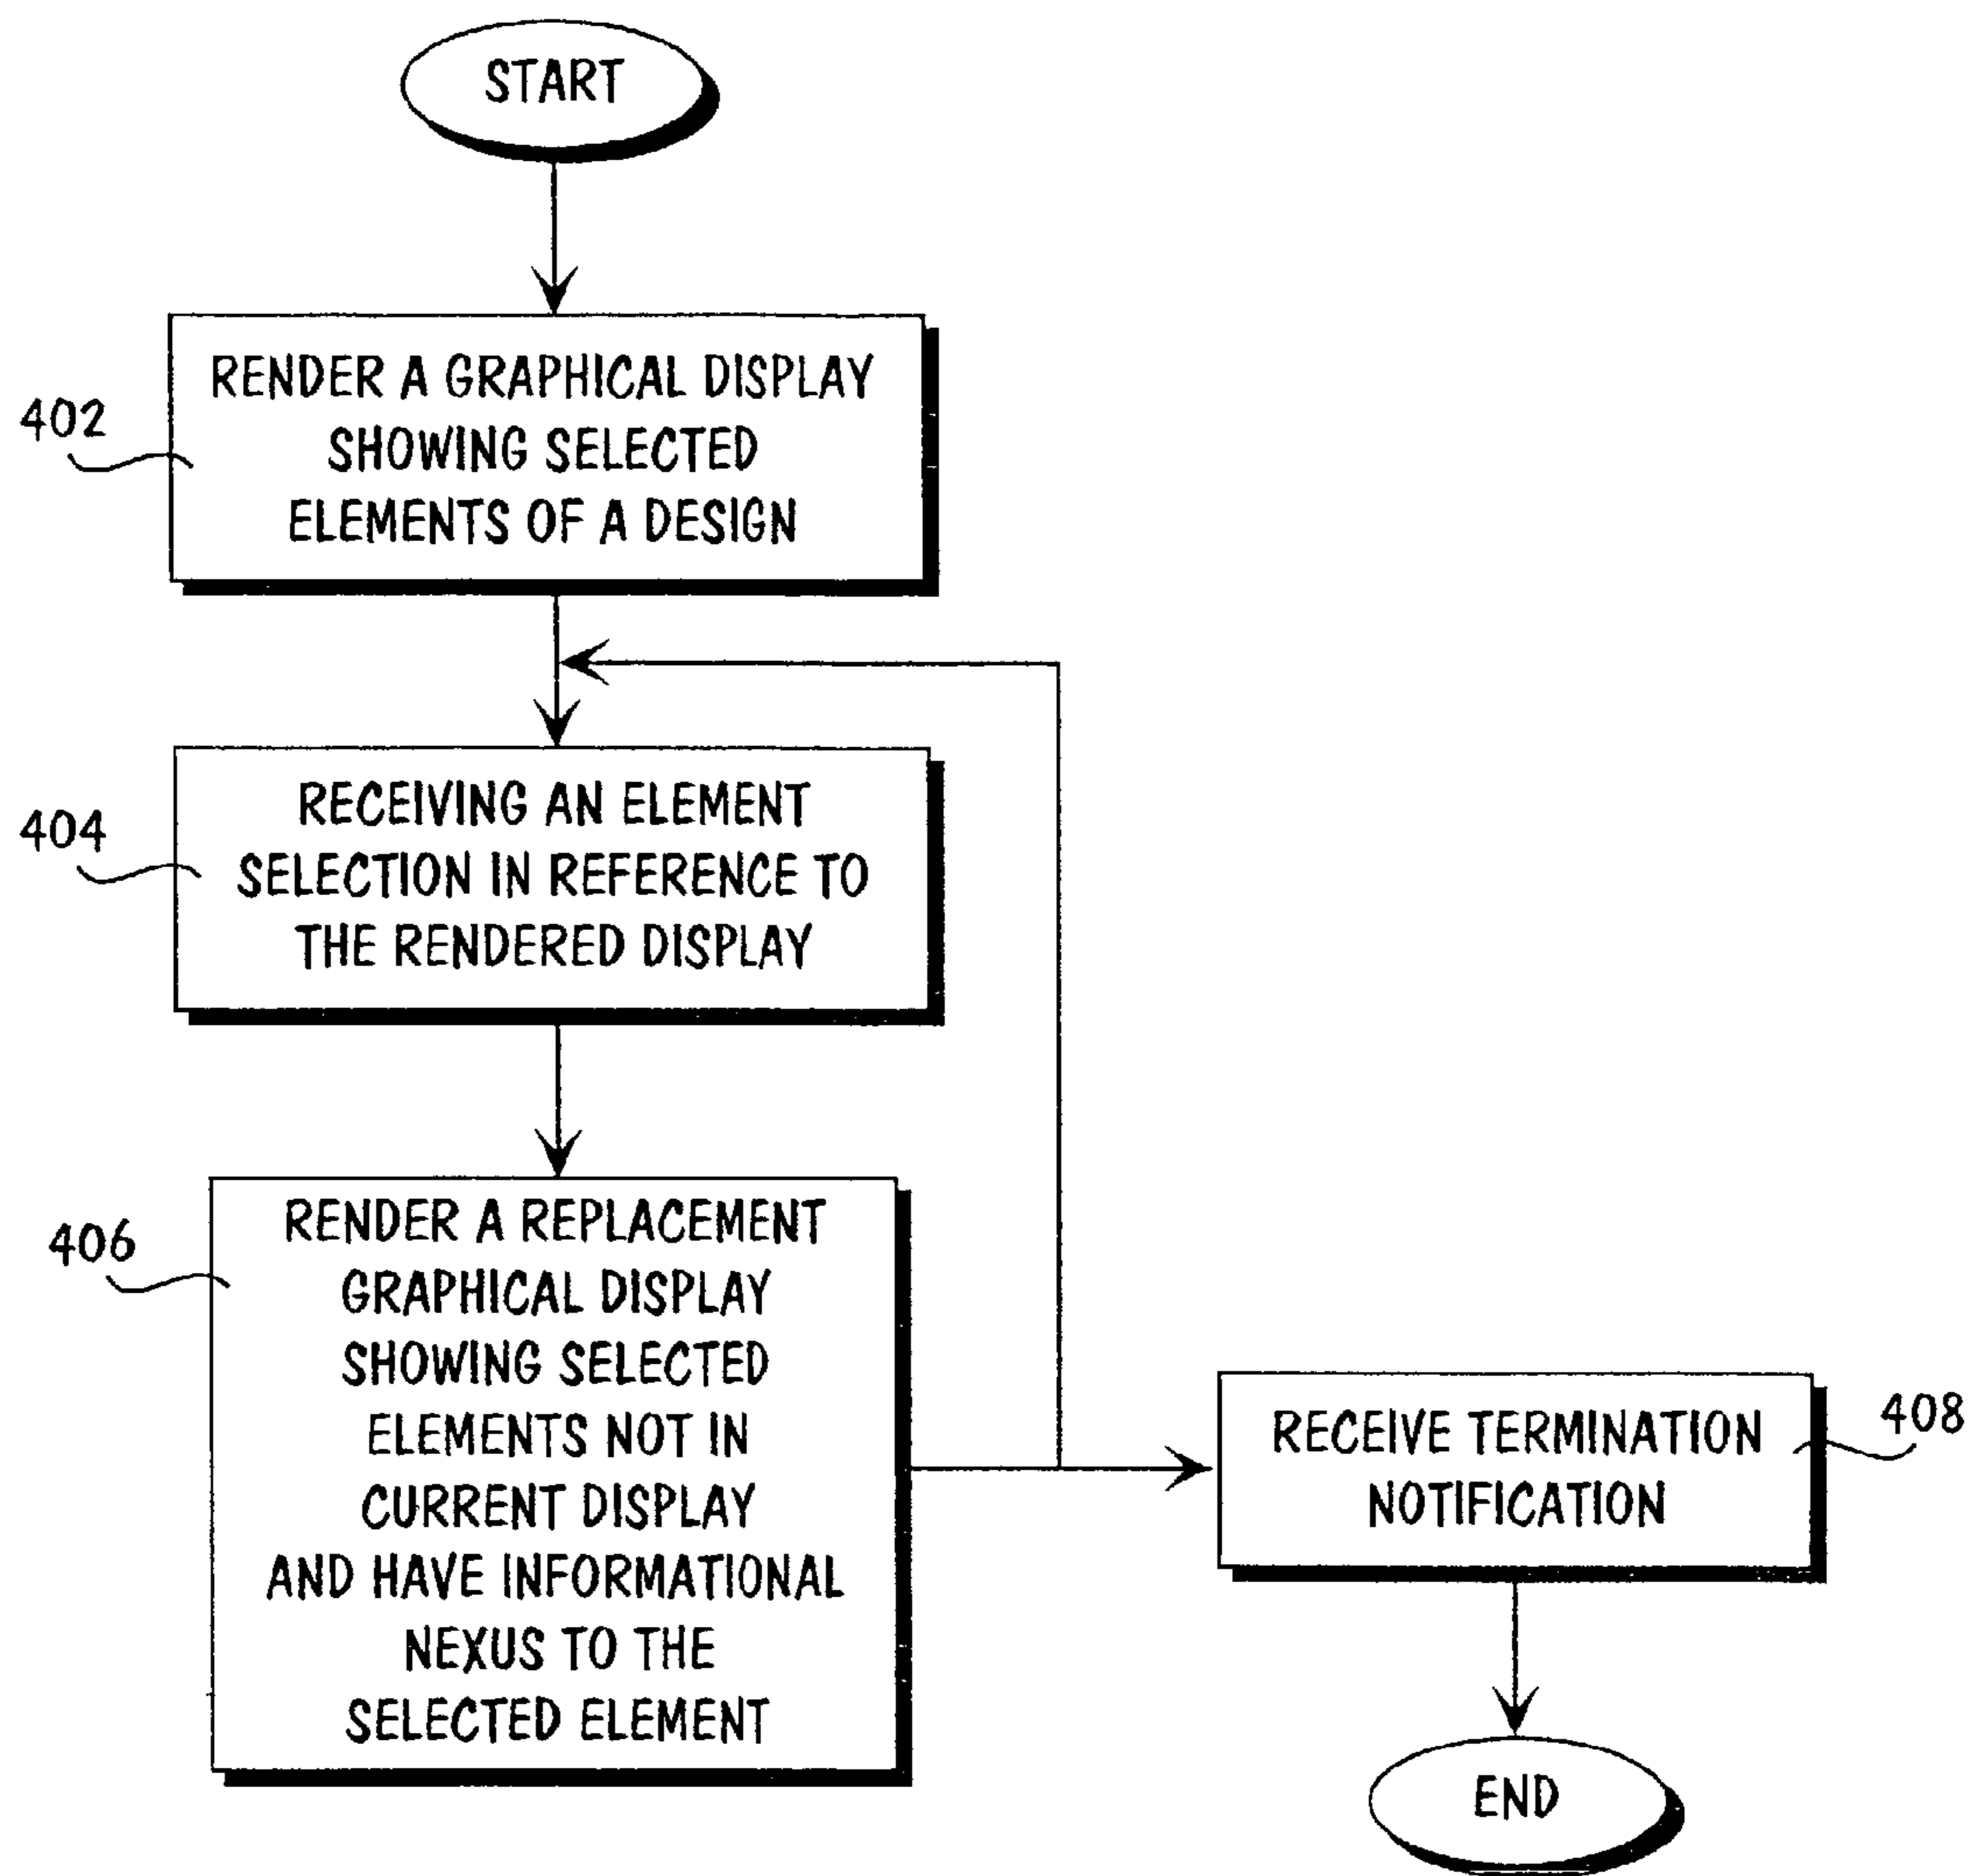 START
RENDER A GRAPHICAL DISPLAY
SHOWING SELECTED
ELEMENTS OF A DESIGN
402
RECEIVING AN ELEMENT
SELECTION IN REFERENCE TO
THE RENDERED DISPLAY
404
RENDER A REPLACEMENT
GRAPHICAL DISPLAY
SHOWING SELECTED
ELEMENTS NOT IN
CURRENT DISPLAY
AND HAVE INFORMATIONAL
NEXUS TO THE
SELECTED ELEMENT
406
RECEIVE TERMINATION
NOTIFICATION
408
END